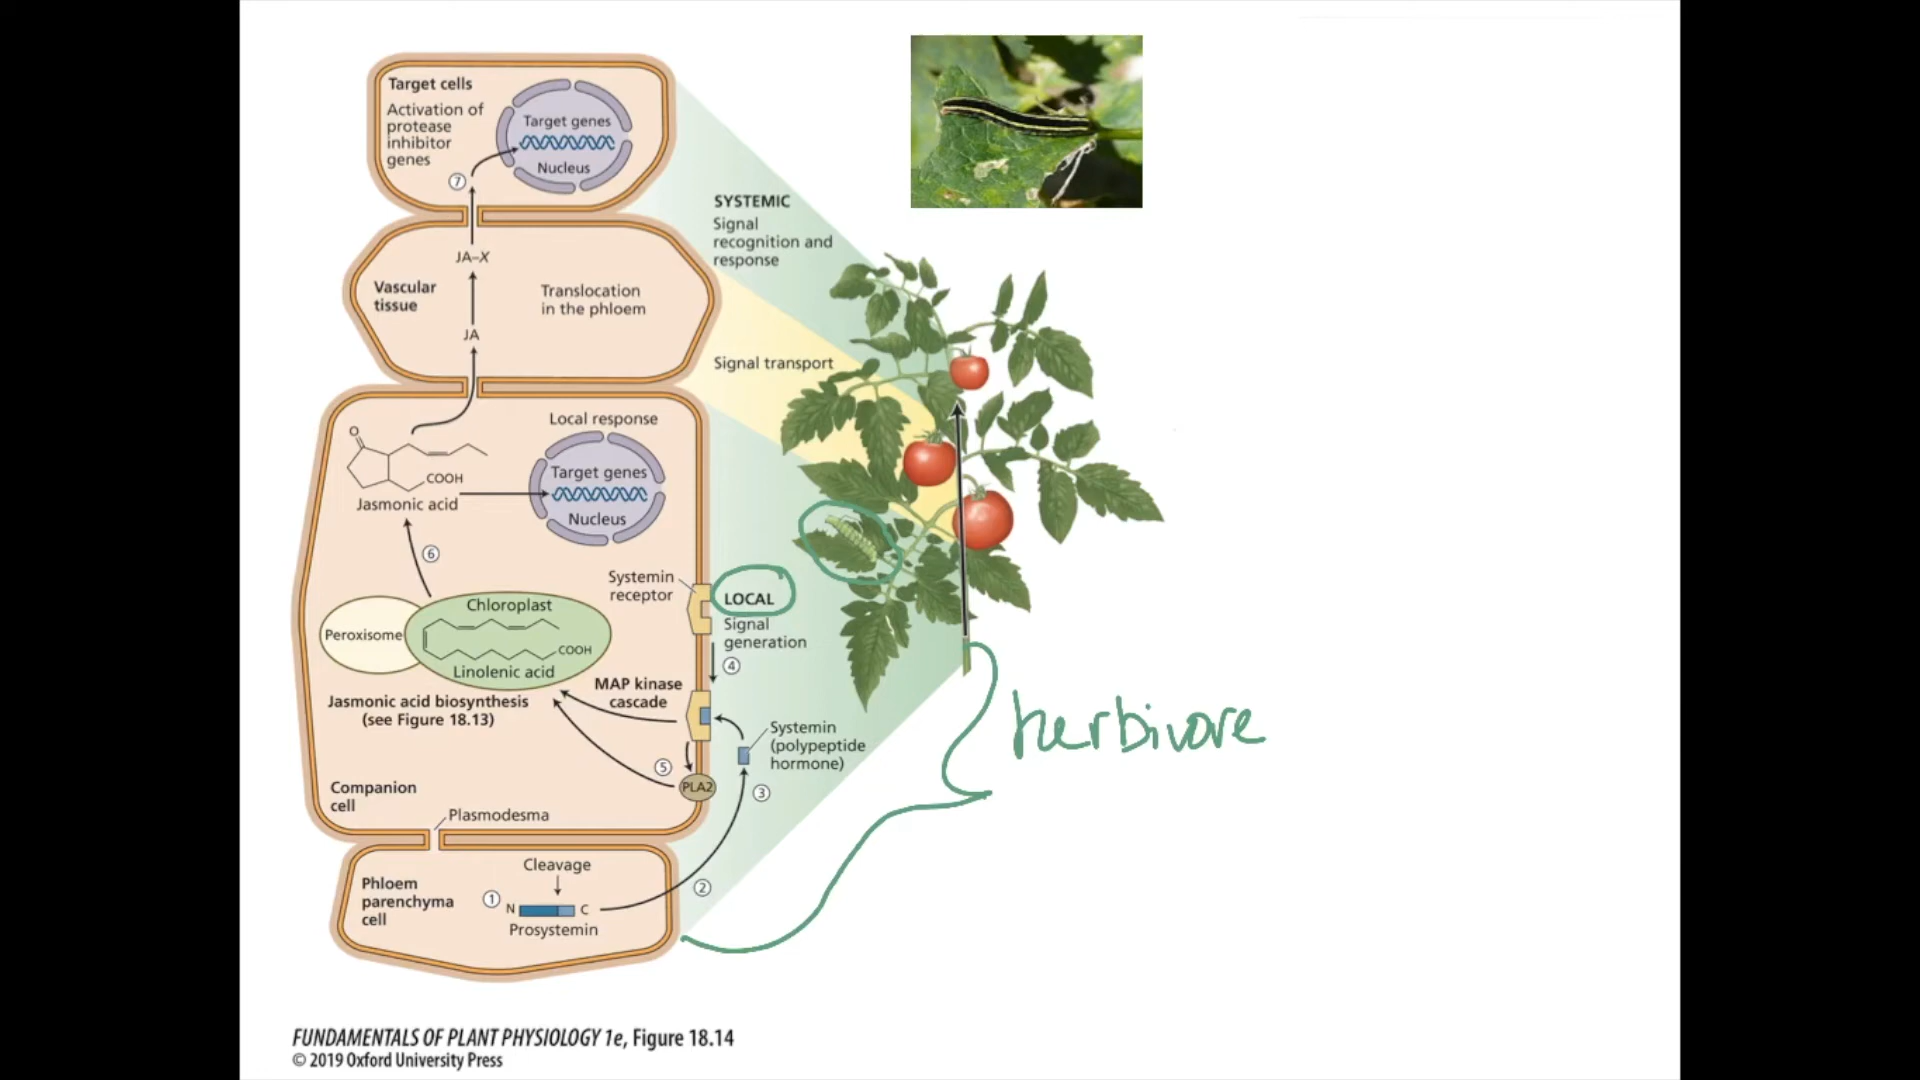 Target cells
Activation of
protease
inhibitor
genes
Target genes
Nucleus
7
SYSTEMIC
Signal
recognition and
response
JA–X
Vascular
tissue
Translocation
in the phloem
JA
Signal transport
Local response
O
COOH
Jasmonic acid
Target genes
Nucleus
6
Systemin
receptor
LOCAL
Signal
generation
4
Chloroplast
Peroxisome
COOH
Linolenic acid
MAP kinase
cascade
Jasmonic acid biosynthesis
(see Figure 18.13)
Systemin
(polypeptide
hormone)
herbivore
5
PLA2
3
Companion
cell
Plasmodesma
Cleavage
Phloem
parenchyma
cell
1
N
C
2
Prosystemin
FUNDAMENTALS OF PLANT PHYSIOLOGY 1e, Figure 18.14
© 2019 Oxford University Press